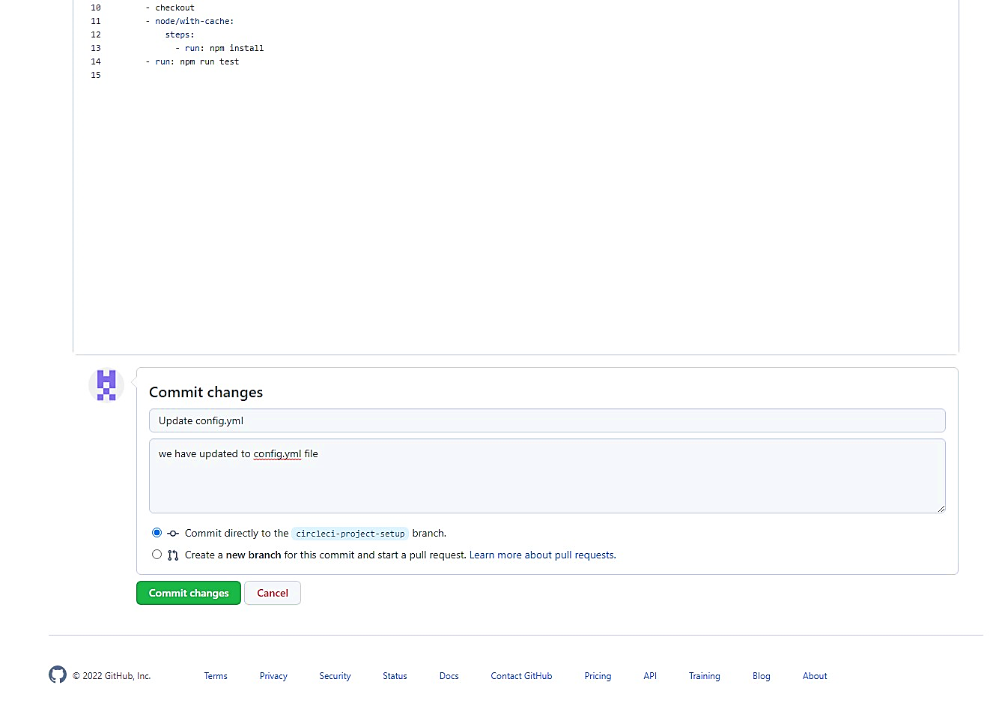 10 - checkout
11 - node/with-cache:
12 steps:
13 - run: npm install
14 - run: npm run test
15
Commit changes
Update config.yml
we have updated to config.yml file
Commit directly to the circleci-project-setup branch.
Create a new branch for this commit and start a pull request. Learn more about pull requests.
Commit changes Cancel
© 2022 GitHub, Inc. Terms Privacy Security Status Docs Contact GitHub Pricing API Training Blog About